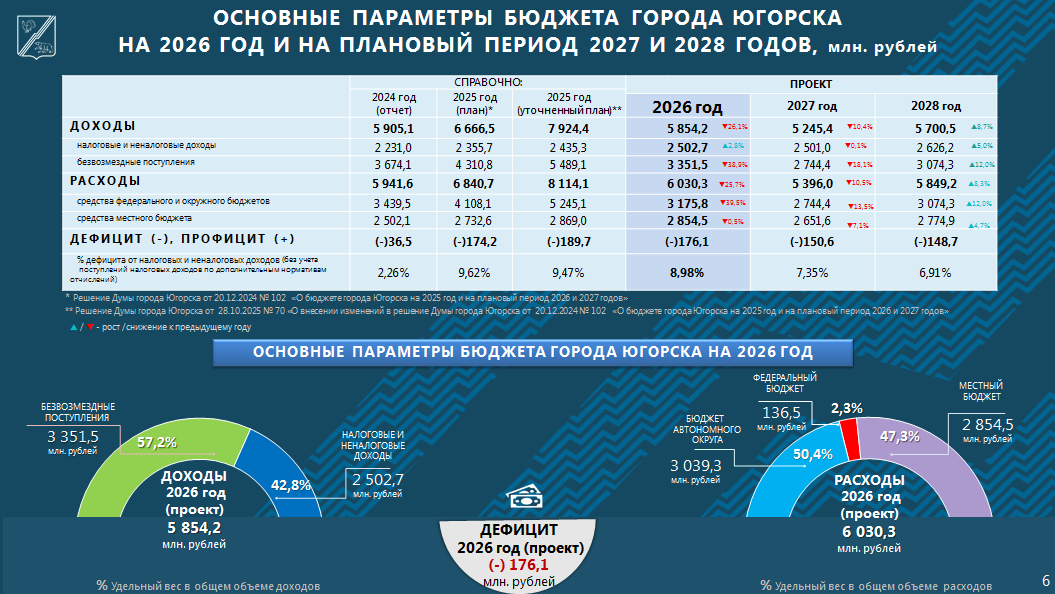 ОСНОВНЫЕ ПАРАМЕТРЫ БЮДЖЕТА ГОРОДА ЮГОРСКА
НА 2026 ГОД И НА ПЛАНОВЫЙ ПЕРИОД 2027 И 2028 ГОДОВ, млн. рублей
СПРАВОЧНО: ПРОЕКТ
2024 год (отчет) 2025 год (план)* 2025 год (уточненный план)** 2026 год 2027 год 2028 год
ДОХОДЫ 5 905,1 6 666,5 7 924,4 5 854,2 ▼26,1% 5 245,4 ▼10,4% 5 700,5 ▲8,7%
налоговые и неналоговые доходы 2 231,0 2 355,7 2 435,3 2 502,7 ▲2,8% 2 501,0 ▼0,1% 2 626,2 ▲5,0%
безвозмездные поступления 3 674,1 4 310,8 5 489,1 3 351,5 ▼38,9% 2 744,4 ▼18,1% 3 074,3 ▲12,0%
РАСХОДЫ 5 941,6 6 840,7 8 114,1 6 030,3 ▼25,7% 5 396,0 ▼10,5% 5 849,2 ▲8,3%
средства федерального и окружного бюджетов 3 439,5 4 108,1 5 245,1 3 175,8 ▼39,5% 2 744,4 ▼13,5% 3 074,3 ▲12,0%
средства местного бюджета 2 502,1 2 732,6 2 869,0 2 854,5 ▼0,5% 2 651,6 ▼7,1% 2 774,9 ▲4,7%
ДЕФИЦИТ (-), ПРОФИЦИТ (+) (-)36,5 (-)174,2 (-)189,7 (-)176,1 (-)150,6 (-)148,7
% дефицита от налоговых и неналоговых доходов (без учета
поступлений налоговых доходов по дополнительным нормативам
отчислений) 2,26% 9,62% 9,47% 8,98% 7,35% 6,91%
* Решение Думы города Югорска от 20.12.2024 № 102 «О бюджете города Югорска на 2025 год и на плановый период 2026 и 2027 годов»
** Решение Думы города Югорска от 28.10.2025 № 70 «О внесении изменений в решение Думы города Югорска от 20.12.2024 № 102 «О бюджете города Югорска на 2025 год и на плановый период 2026 и 2027 годов»
▲/▼ - рост /снижение к предыдущему году
ОСНОВНЫЕ ПАРАМЕТРЫ БЮДЖЕТА ГОРОДА ЮГОРСКА НА 2026 ГОД
БЕЗВОЗМЕЗДНЫЕ
ПОСТУПЛЕНИЯ
3 351,5
млн. рублей
57,2%
НАЛОГОВЫЕ И
НЕНАЛОГОВЫЕ
ДОХОДЫ
2 502,7
млн. рублей
42,8%
ДОХОДЫ
2026 год
(проект)
5 854,2
млн. рублей
% Удельный вес в общем объеме доходов
ДЕФИЦИТ
2026 год (проект)
(-) 176,1
млн. рублей
ФЕДЕРАЛЬНЫЙ
БЮДЖЕТ
136,5
млн. рублей
2,3%
БЮДЖЕТ
АВТОНОМНОГО
ОКРУГА
3 039,3
млн. рублей
50,4%
МЕСТНЫЙ
БЮДЖЕТ
2 854,5
млн. рублей
47,3%
РАСХОДЫ
2026 год
(проект)
6 030,3
млн. рублей
% Удельный вес в общем объеме расходов
6